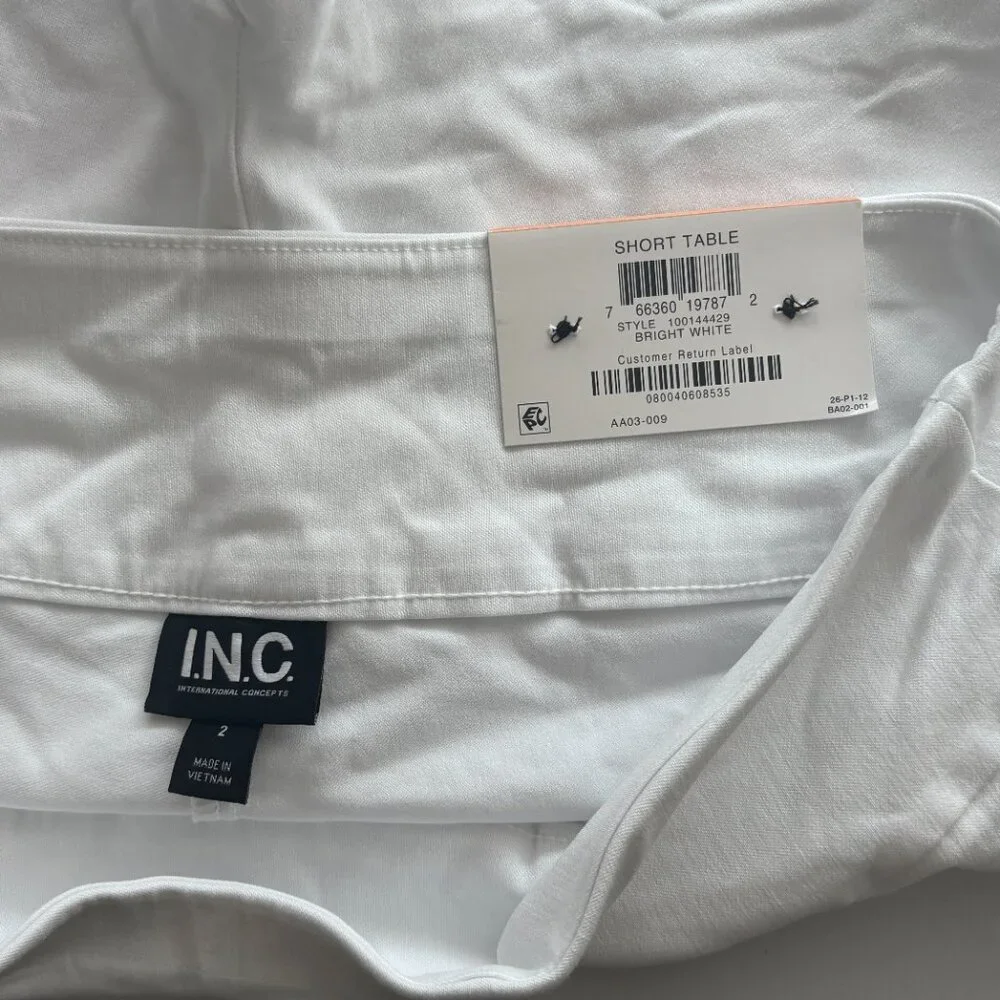 SHORT TABLE
7 66360 19787 2
STYLE 100144429
BRIGHT WHITE
Customer Return Label
080040608535
EPC
AA03-009
26-P1-12
BA02-001
I.N.C.
INTERNATIONAL CONCEPTS
2
MADE IN
VIETNAM